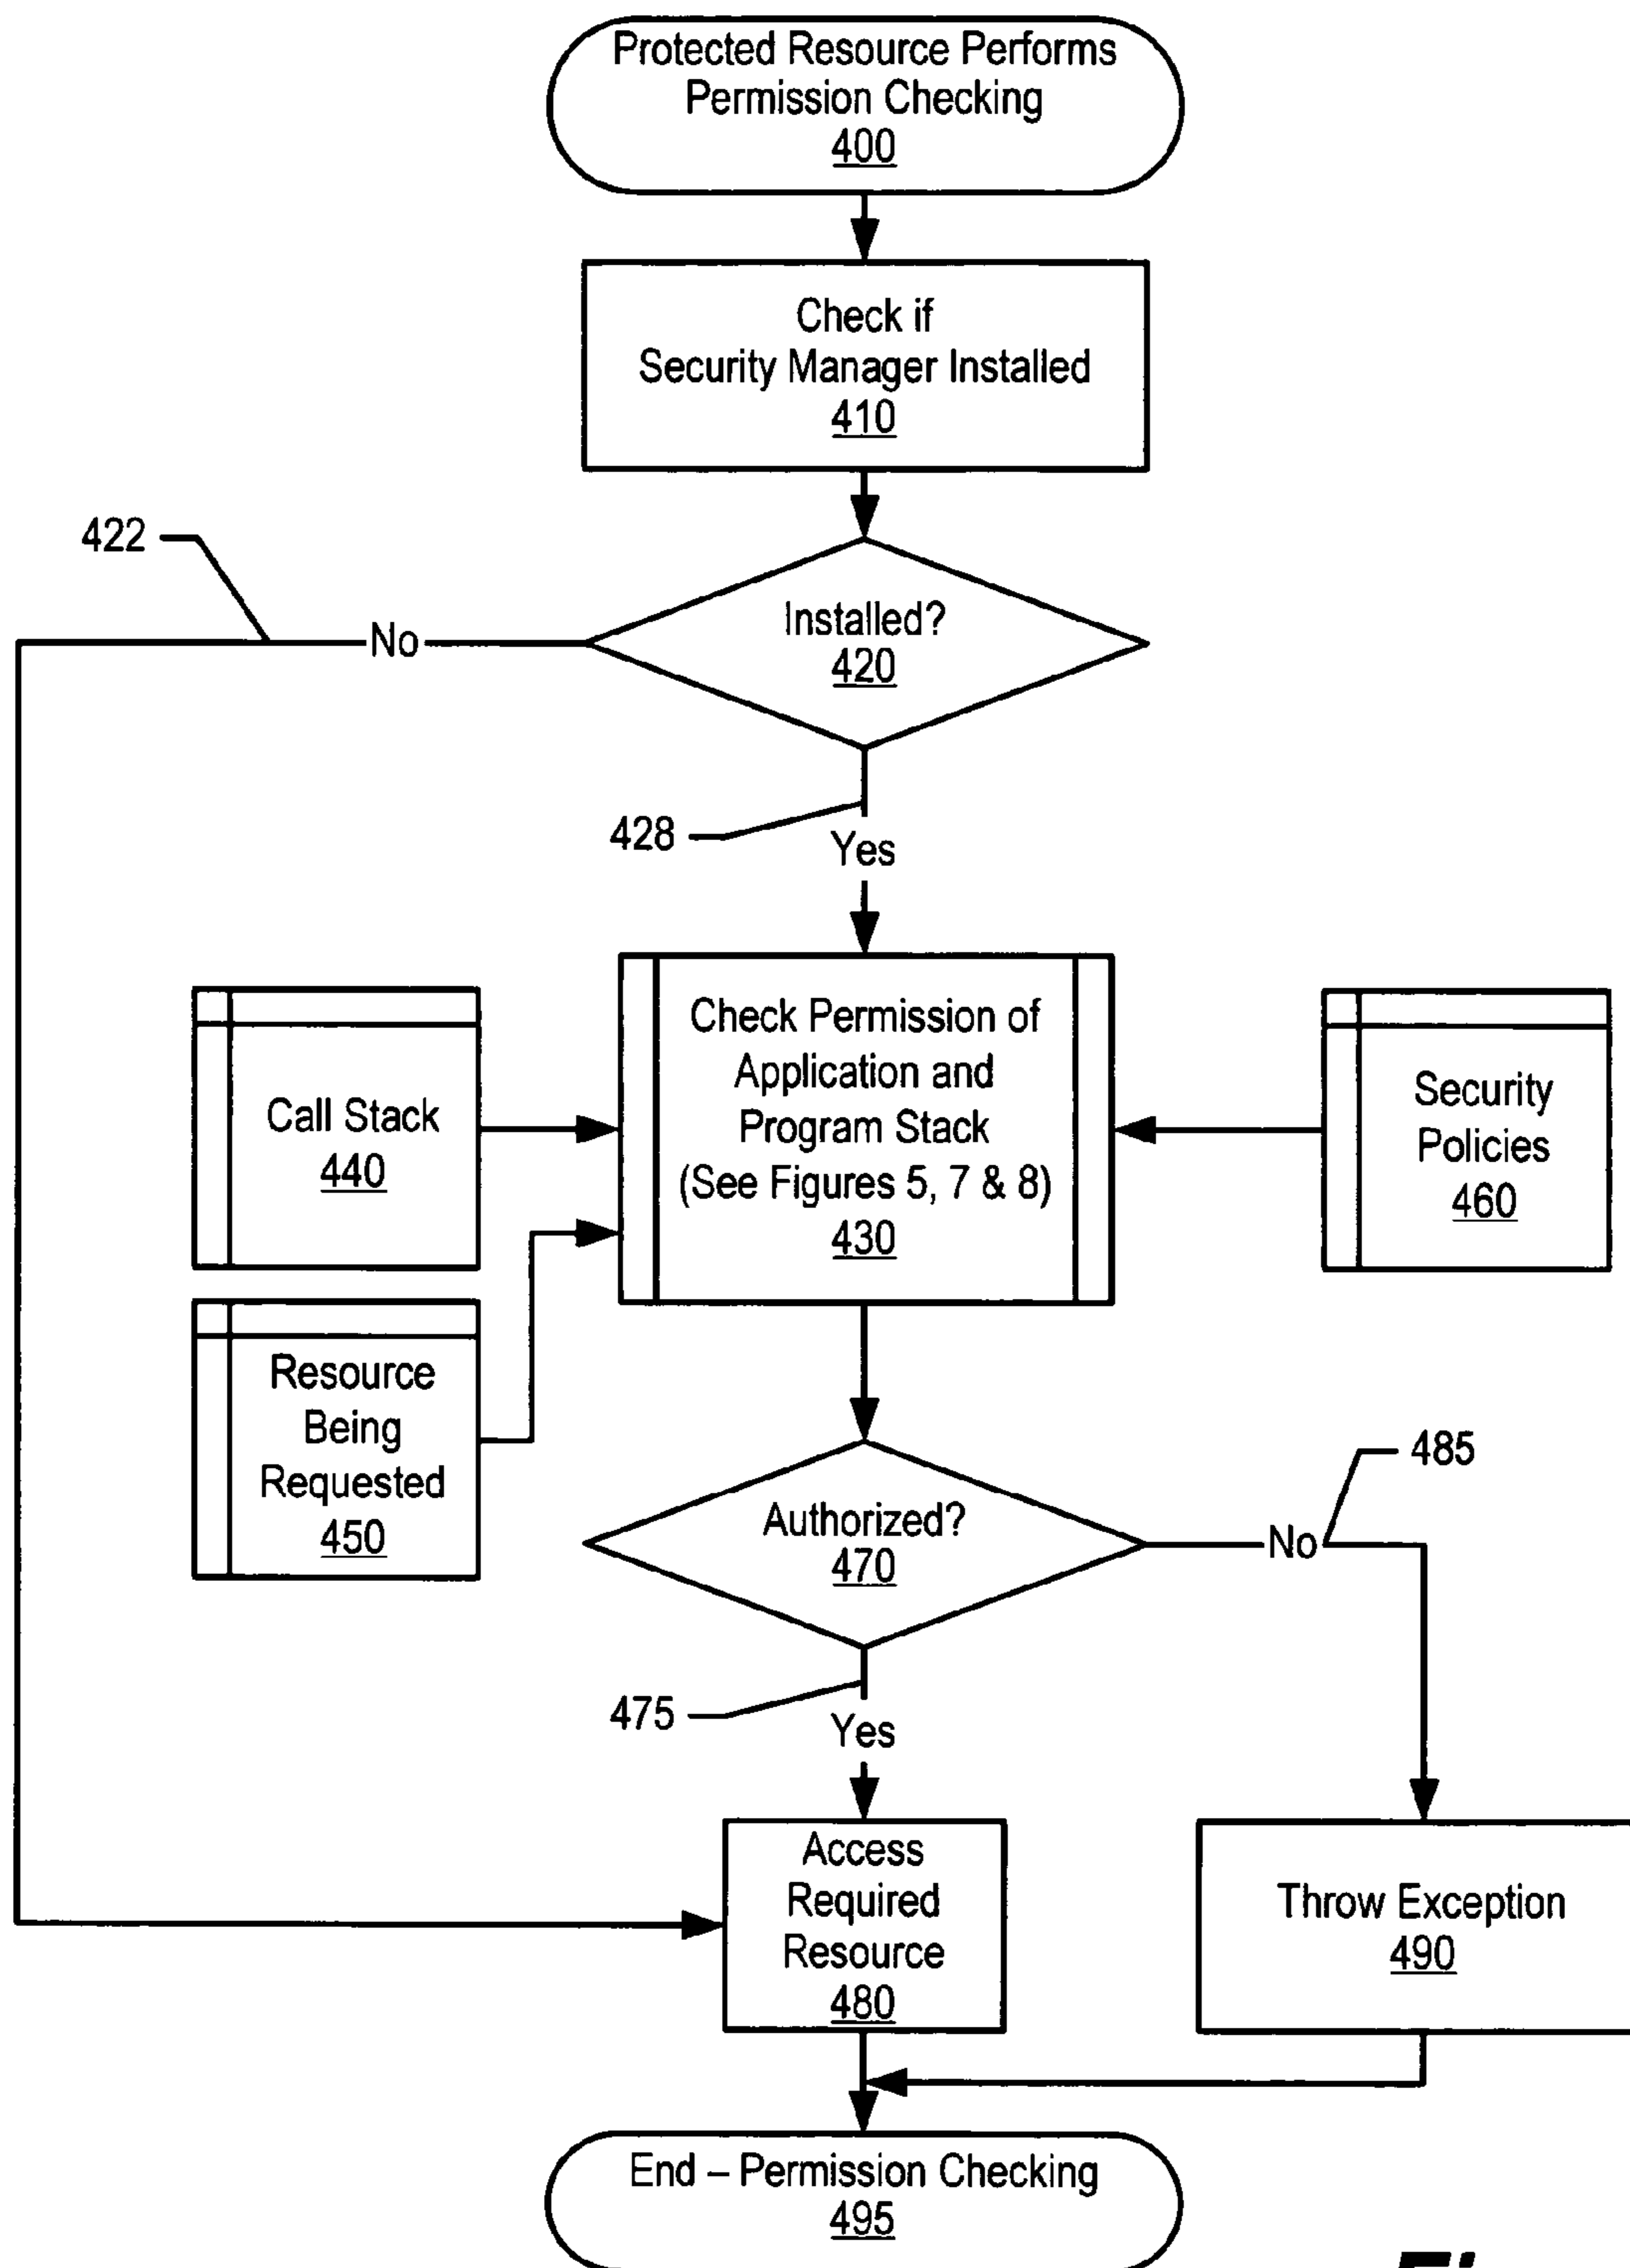 Protected Resource Performs
Permission Checking
400
Check if
Security Manager Installed
410
422
No
Installed?
420
428
Yes
Call Stack
440
Check Permission of
Application and
Program Stack
(See Figures 5, 7 & 8)
430
Security
Policies
460
Resource
Being
Requested
450
485
Authorized?
470
No
475
Yes
Access
Required
Resource
480
Throw Exception
490
End – Permission Checking
495